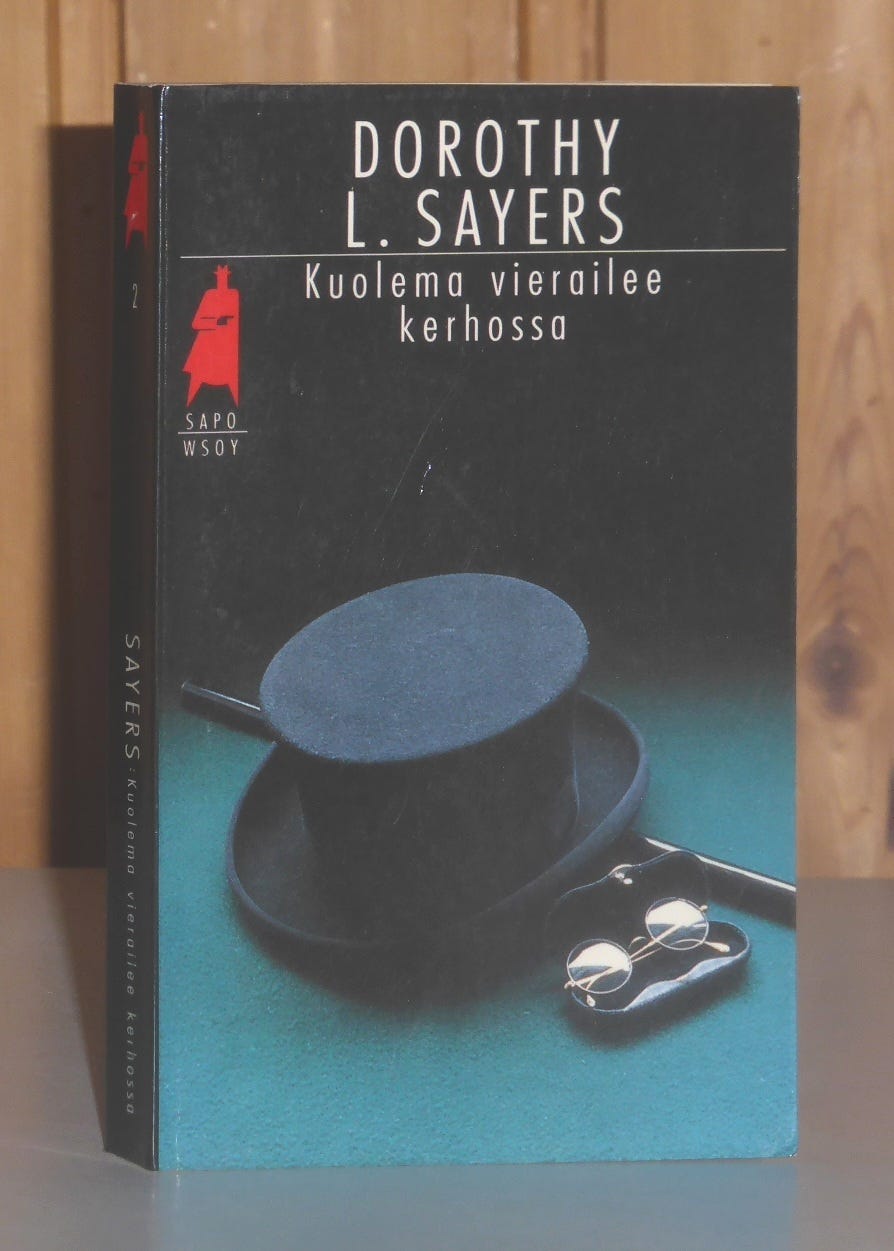 DOROTHY
L. SAYERS
Kuolema vierailee
kerhossa
SAPO
WSOY
2
SAYERS: Kuolema vierailee kerhossa